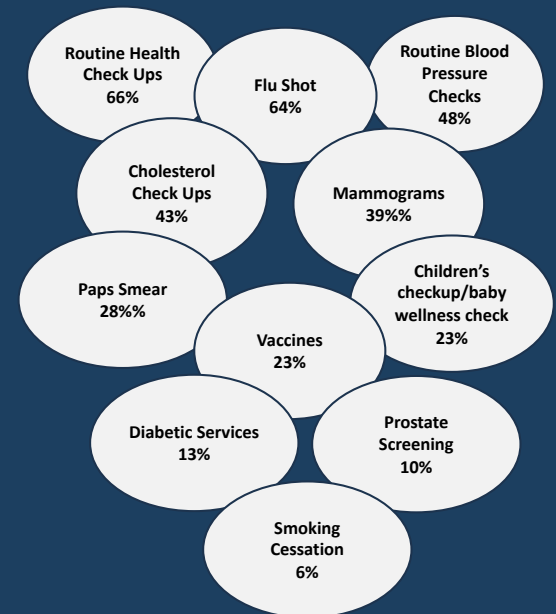 Routine Health
Check Ups
66%
Flu Shot
64%
Routine Blood
Pressure
Checks
48%
Cholesterol
Check Ups
43%
Mammograms
39%%
Paps Smear
28%%
Children's
checkup/baby
wellness check
23%
Vaccines
23%
Diabetic Services
13%
Prostate
Screening
10%
Smoking
Cessation
6%